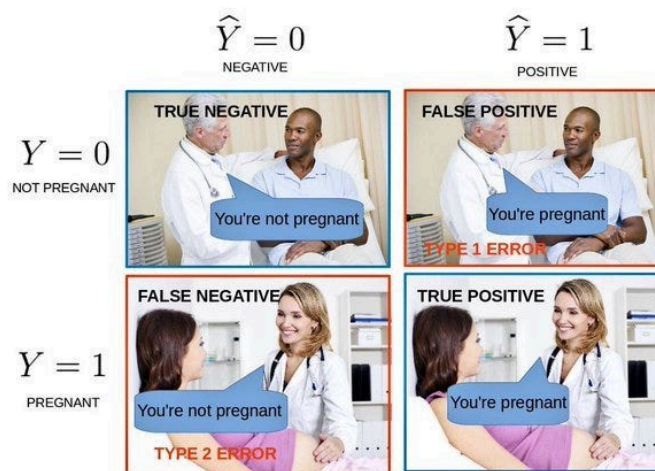 Ŷ = 0
NEGATIVE
Ŷ = 1
POSITIVE
Y = 0
NOT PREGNANT
TRUE NEGATIVE
You're not pregnant
FALSE POSITIVE
You're pregnant
TYPE 1 ERROR
Y = 1
PREGNANT
FALSE NEGATIVE
You're not pregnant
TYPE 2 ERROR
TRUE POSITIVE
You're pregnant